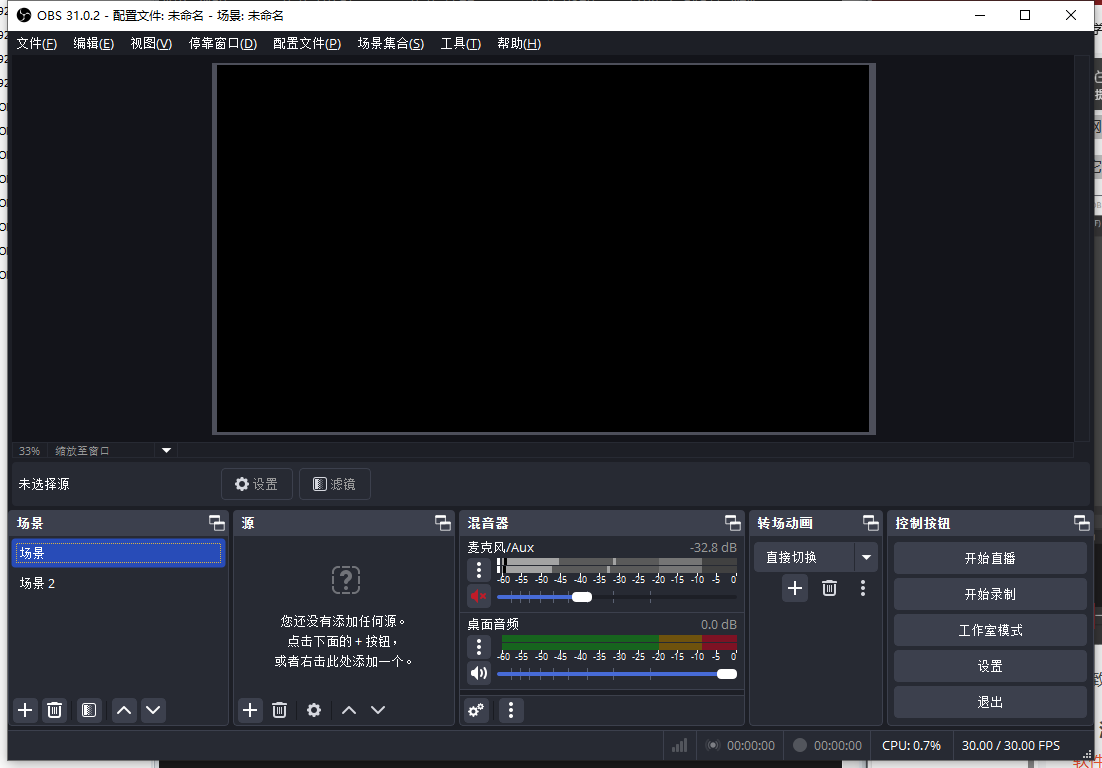 OBS 31.0.2 - 配置文件: 未命名 - 场景: 未命名
文件(F) 编辑(E) 视图(V) 停靠窗口(D) 配置文件(P) 场景集合(S) 工具(T) 帮助(H)
33% 缩放至窗口
未选择源 设置 滤镜
场景
场景
场景 2
源
您还没有添加任何源。
点击下面的 + 按钮，
或者右击此处添加一个。
混音器
麦克风/Aux -32.8 dB
-60 -55 -50 -45 -40 -35 -30 -25 -20 -15 -10 -5 0
桌面音频 0.0 dB
-60 -55 -50 -45 -40 -35 -30 -25 -20 -15 -10 -5 0
转场动画
直接切换
控制按钮
开始直播
开始录制
工作室模式
设置
退出
00:00:00 00:00:00 CPU: 0.7% 30.00 / 30.00 FPS
软件